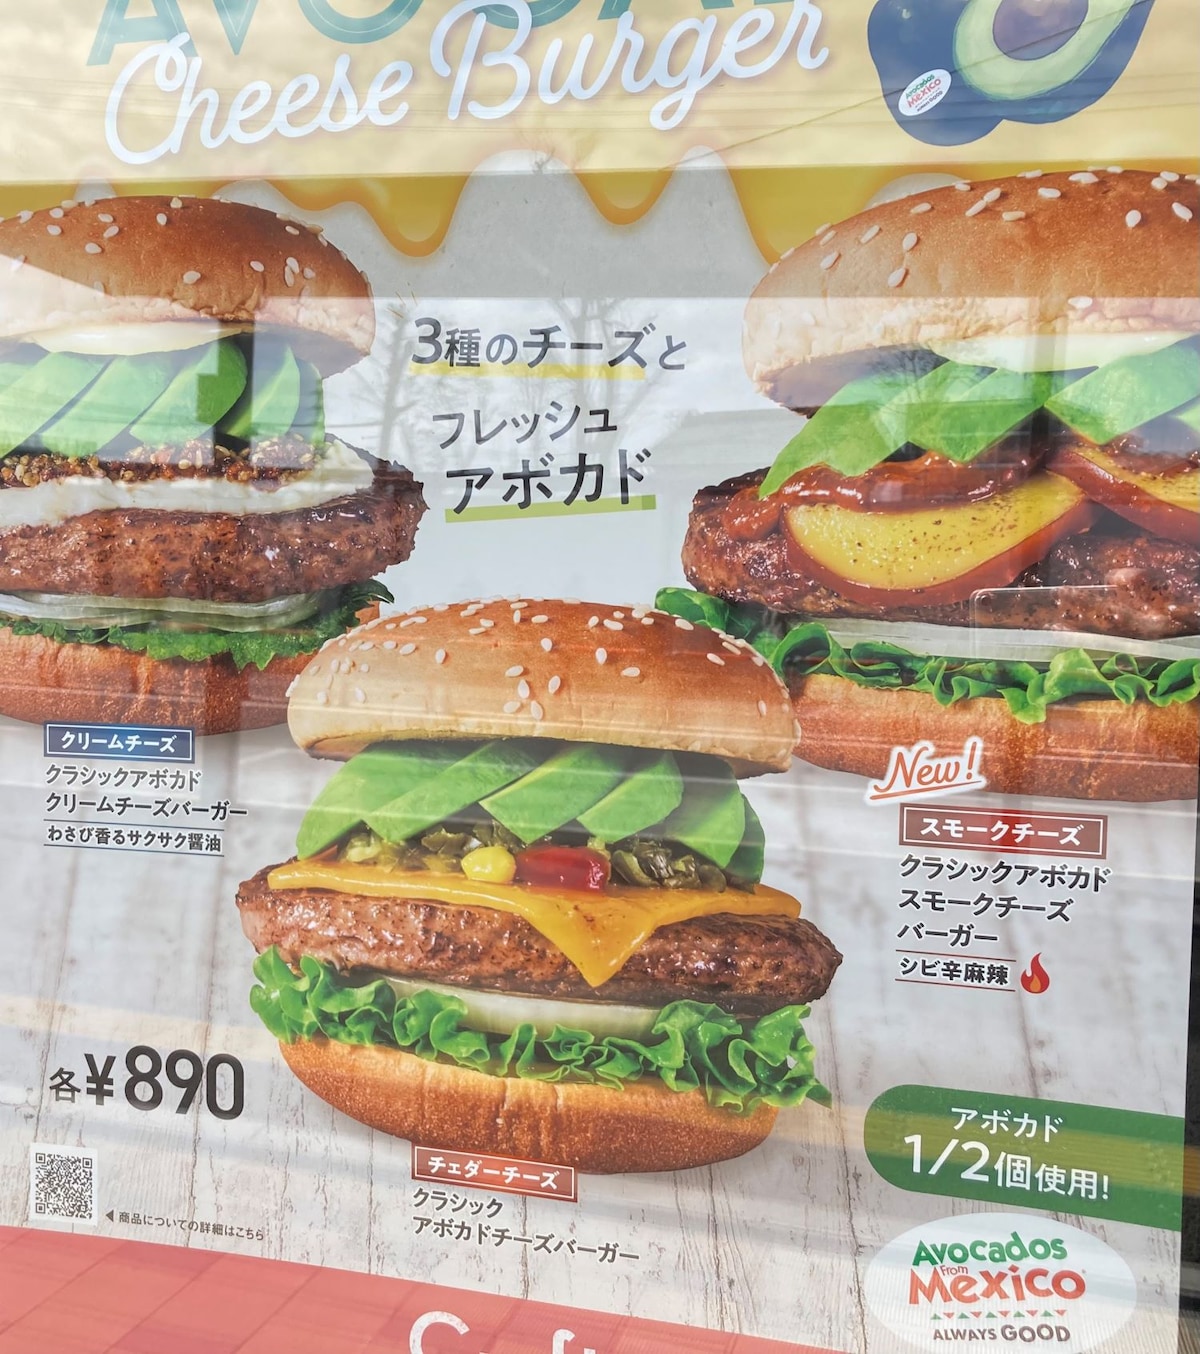 AVOCADO
Cheese Burger
Avocados
From
Mexico
3種のチーズと
フレッシュ
アボカド
クリームチーズ
クラシックアボカド
クリームチーズバーガー
わさび香るサクサク醤油
New!
スモークチーズ
クラシックアボカド
スモークチーズ
バーガー
シビ辛麻辣
各¥890
商品についての詳細はこちら
チェダーチーズ
クラシック
アボカドチーズバーガー
アボカド
1/2個使用!
Avocados
From
Mexico
ALWAYS GOOD